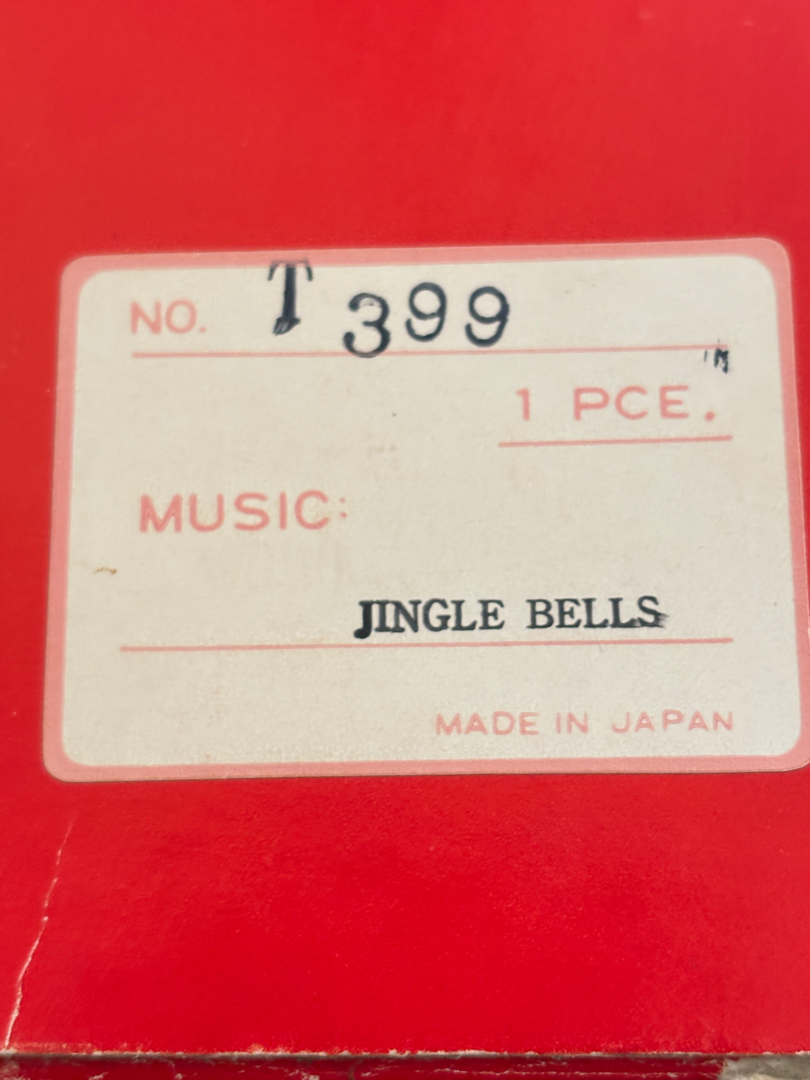 NO. T 399
1 PCE.
MUSIC:
JINGLE BELLS
MADE IN JAPAN